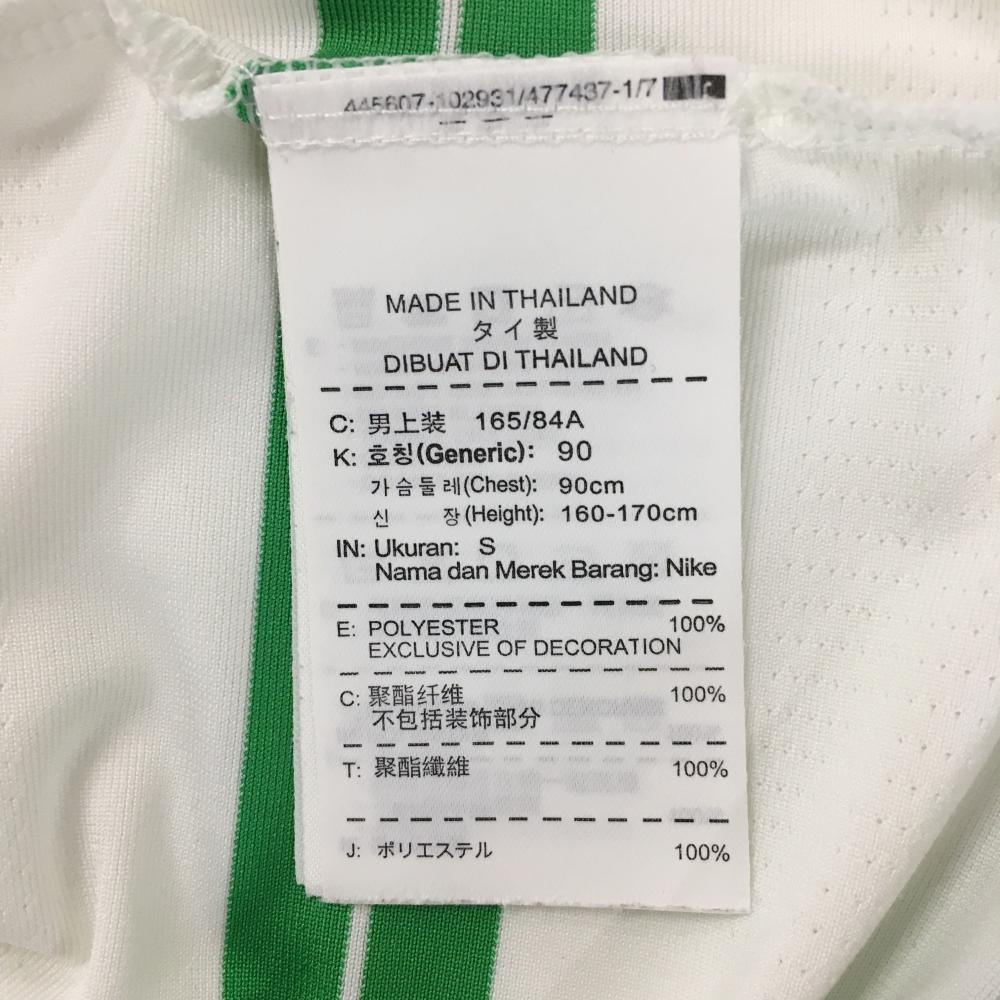 445607-102931/477437-1/7
MADE IN THAILAND
タイ製
DIBUAT DI THAILAND
C: 男上装 165/84A
K: 호칭(Generic): 90
가슴둘레(Chest): 90cm
신 장(Height): 160-170cm
IN: Ukuran: S
Nama dan Merek Barang: Nike
E: POLYESTER 100%
EXCLUSIVE OF DECORATION
C: 聚酯纤维 100%
不包括装饰部分
T: 聚酯纖維 100%
J: ポリエステル 100%